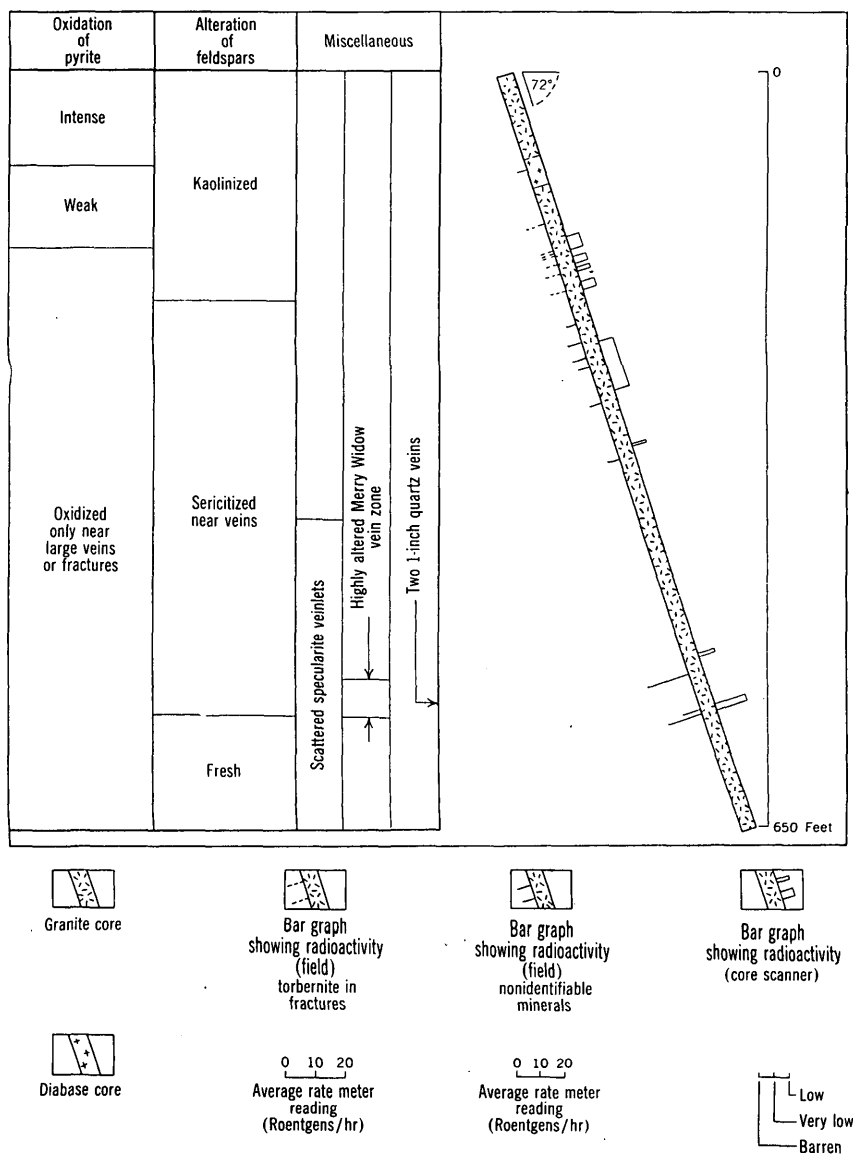 Oxidation
of
pyrite
Alteration
of
feldspars
Miscellaneous
Intense
Weak
Oxidized
only near
large veins
or fractures
Kaolinized
Sericitized
near veins
Fresh
Scattered specularite veinlets
Highly altered Merry Widow
vein zone
Two 1-inch quartz veins
72°
0
650 Feet
Granite core
Bar graph
showing radioactivity
(field)
torbernite in
fractures
Bar graph
showing radioactivity
(field)
nonidentifiable
minerals
Bar graph
showing radioactivity
(core scanner)
Diabase core
0 10 20
Average rate meter
reading
(Roentgens/hr)
0 10 20
Average rate meter
reading
(Roentgens/hr)
Low
Very low
Barren